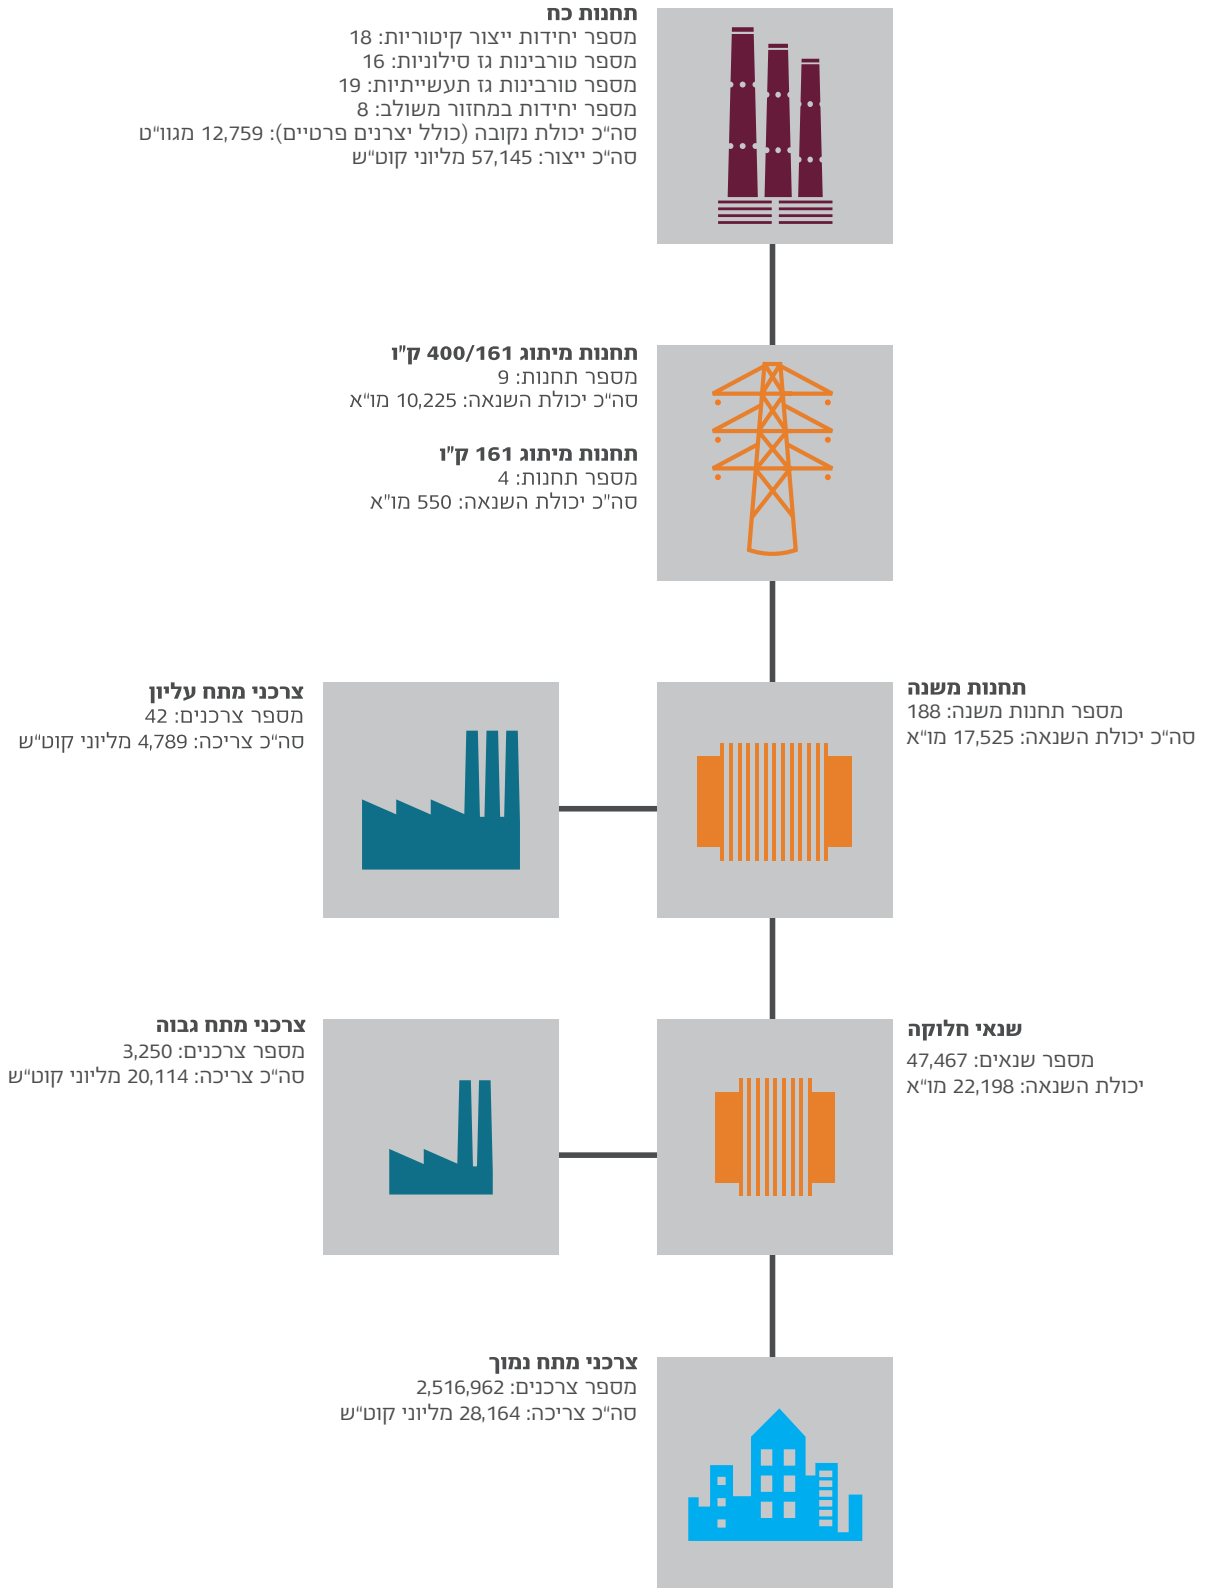 תחנות כח
מספר יחידות ייצור קיטוריות: 18
מספר טורבינות גז סילוניות: 16
מספר טורבינות גז תעשייתיות: 19
מספר יחידות במחזור משולב: 8
סה״כ יכולת נקובה (כולל יצרנים פרטיים): 12,759 מגוו״ט
סה״כ ייצור: 57,145 מליוני קוט״ש
תחנות מיתוג 400/161 ק״ו
מספר תחנות: 9
סה״כ יכולת השנאה: 10,225 מו״א
תחנות מיתוג 161 ק״ו
מספר תחנות: 4
סה״כ יכולת השנאה: 550 מו״א
תחנות משנה
מספר תחנות משנה: 188
סה״כ יכולת השנאה: 17,525 מו״א
צרכני מתח עליון
מספר צרכנים: 42
סה״כ צריכה: 4,789 מליוני קוט״ש
שנאי חלוקה
מספר שנאים: 47,467
יכולת השנאה: 22,198 מו״א
צרכני מתח גבוה
מספר צרכנים: 3,250
סה״כ צריכה: 20,114 מליוני קוט״ש
צרכני מתח נמוך
מספר צרכנים: 2,516,962
סה״כ צריכה: 28,164 מליוני קוט״ש